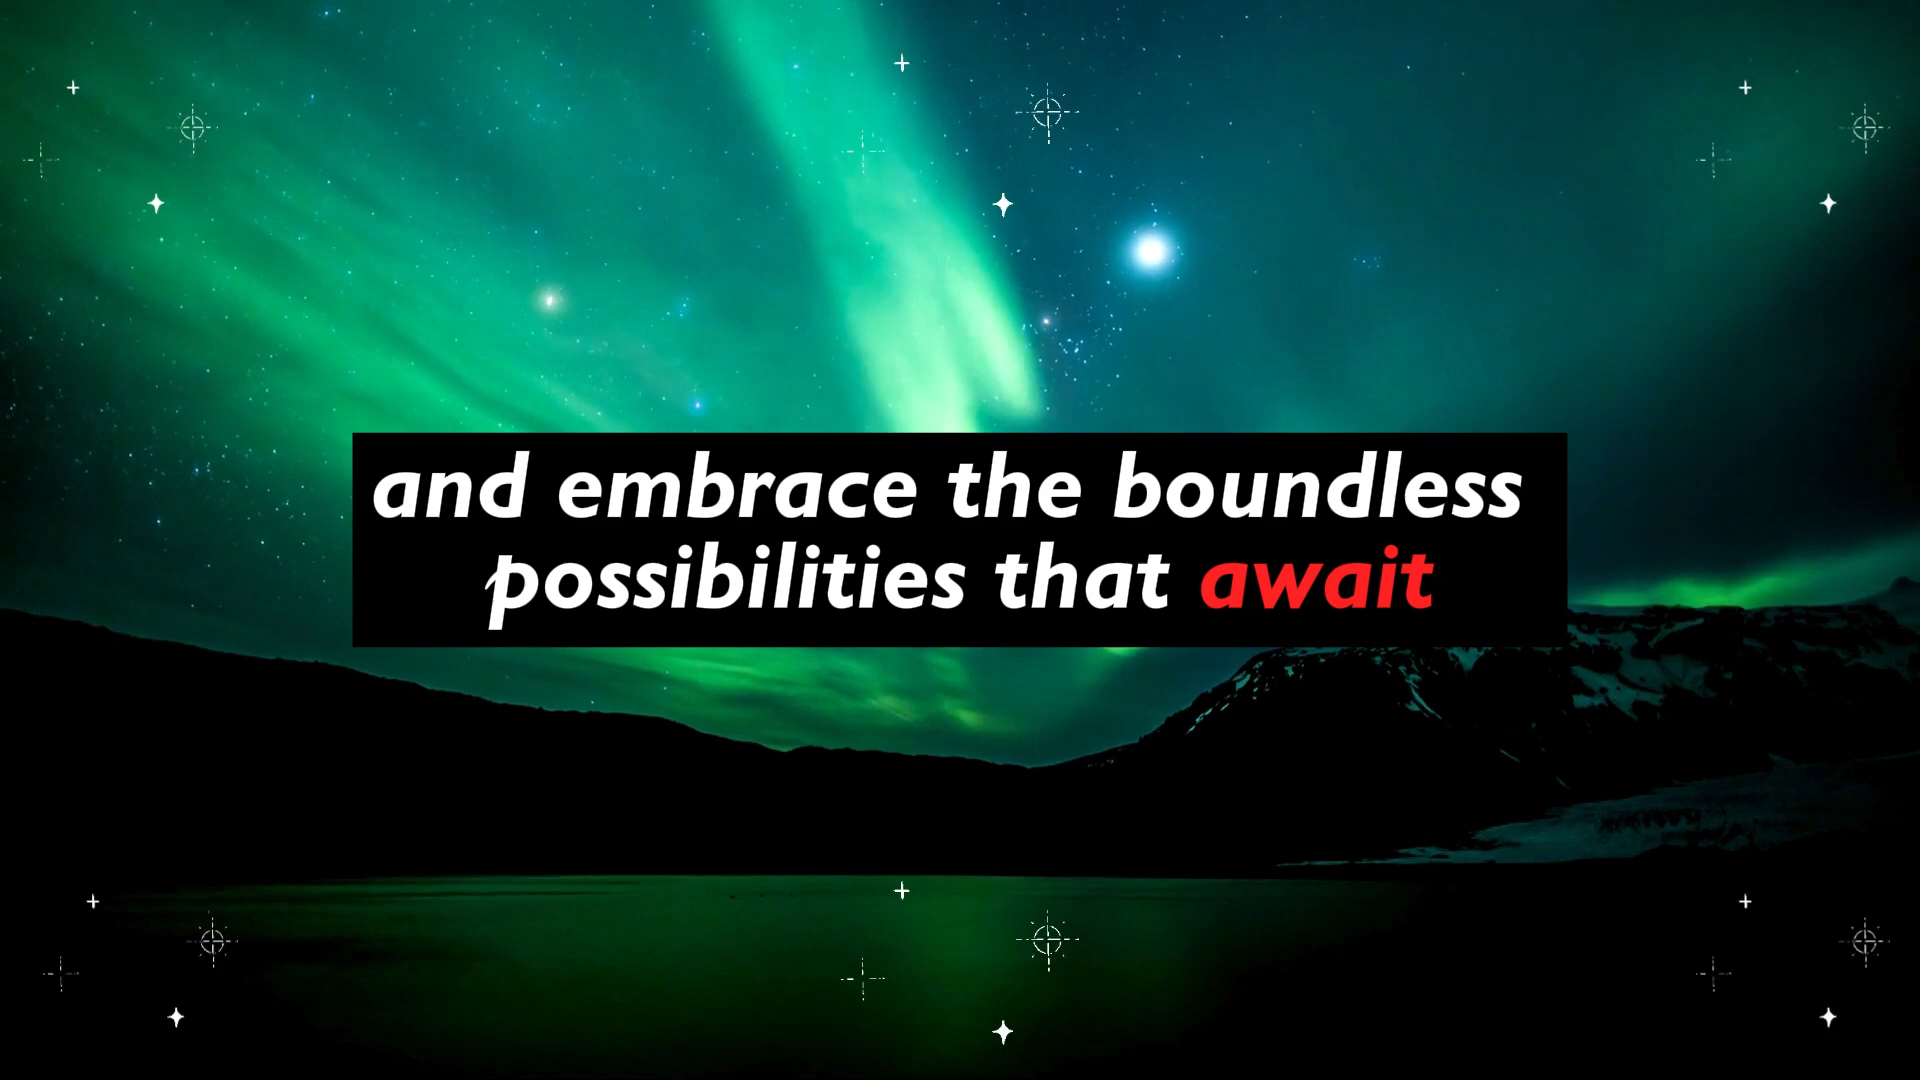 and embrace the boundless
possibilities that await